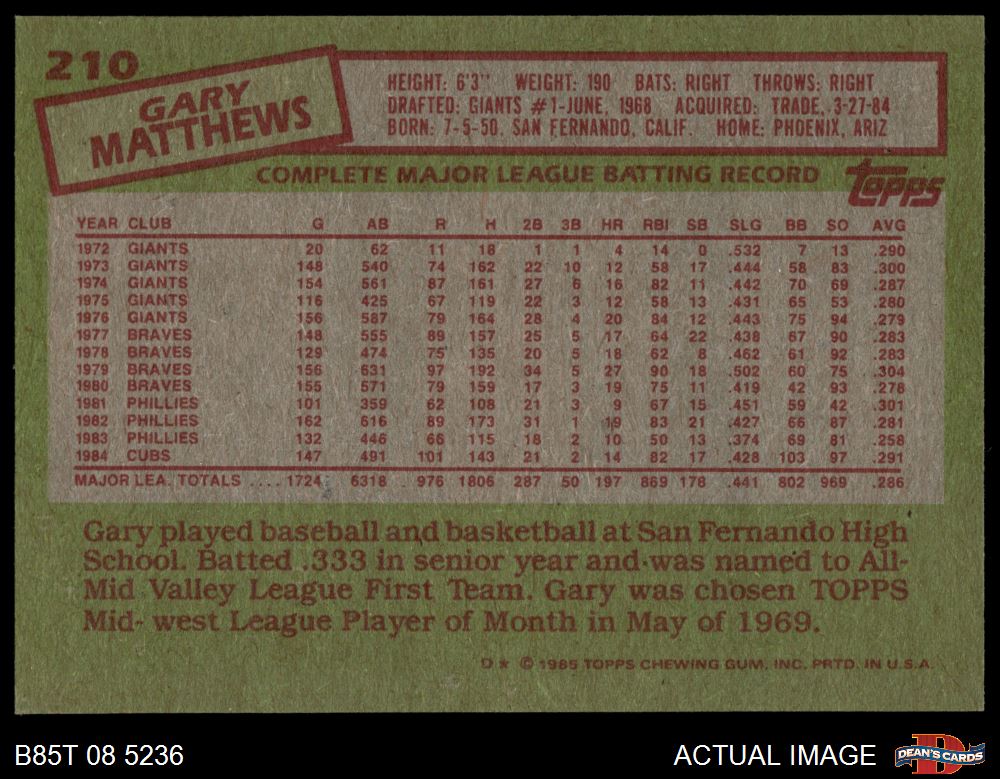 210
GARY
MATTHEWS
HEIGHT: 6'3" WEIGHT: 190 BATS: RIGHT THROWS: RIGHT
DRAFTED: GIANTS #1-JUNE, 1968 ACQUIRED: TRADE, 3-27-84
BORN: 7-5-50, SAN FERNANDO, CALIF. HOME: PHOENIX, ARIZ
COMPLETE MAJOR LEAGUE BATTING RECORD
topps
YEAR CLUB G AB R H 2B 3B HR RBI SB SLG BB SO AVG
1972 GIANTS 20 62 11 18 1 1 4 14 0 .532 7 13 .290
1973 GIANTS 148 540 74 162 22 10 12 58 17 .444 58 83 .300
1974 GIANTS 154 561 87 161 27 6 16 82 11 .442 70 69 .287
1975 GIANTS 116 425 67 119 22 3 12 58 13 .431 65 53 .280
1976 GIANTS 156 587 79 164 28 4 20 84 12 .443 75 94 .279
1977 BRAVES 148 555 89 157 25 5 17 64 22 .438 67 90 .283
1978 BRAVES 129 474 75 135 20 5 18 62 8 .462 61 92 .283
1979 BRAVES 156 631 97 192 34 5 27 90 18 .502 60 75 .304
1980 BRAVES 155 571 79 159 17 3 19 75 11 .419 42 93 .278
1981 PHILLIES 101 359 62 108 21 3 9 67 15 .451 59 42 .301
1982 PHILLIES 162 616 89 173 31 1 19 83 21 .427 66 87 .281
1983 PHILLIES 132 446 66 115 18 2 10 50 13 .374 69 81 .258
1984 CUBS 147 491 101 143 21 2 14 82 17 .428 103 97 .291
MAJOR LEA. TOTALS .... 1724 6318 976 1806 287 50 197 869 178 .441 802 969 .286
Gary played baseball and basketball at San Fernando High
School. Batted .333 in senior year and was named to All-
Mid Valley League First Team. Gary was chosen TOPPS
Mid- west League Player of Month in May of 1969.
D* © 1985 TOPPS CHEWING GUM, INC. PRTD. IN U.S.A.
B85T 08 5236 ACTUAL IMAGE DEAN'S CARDS